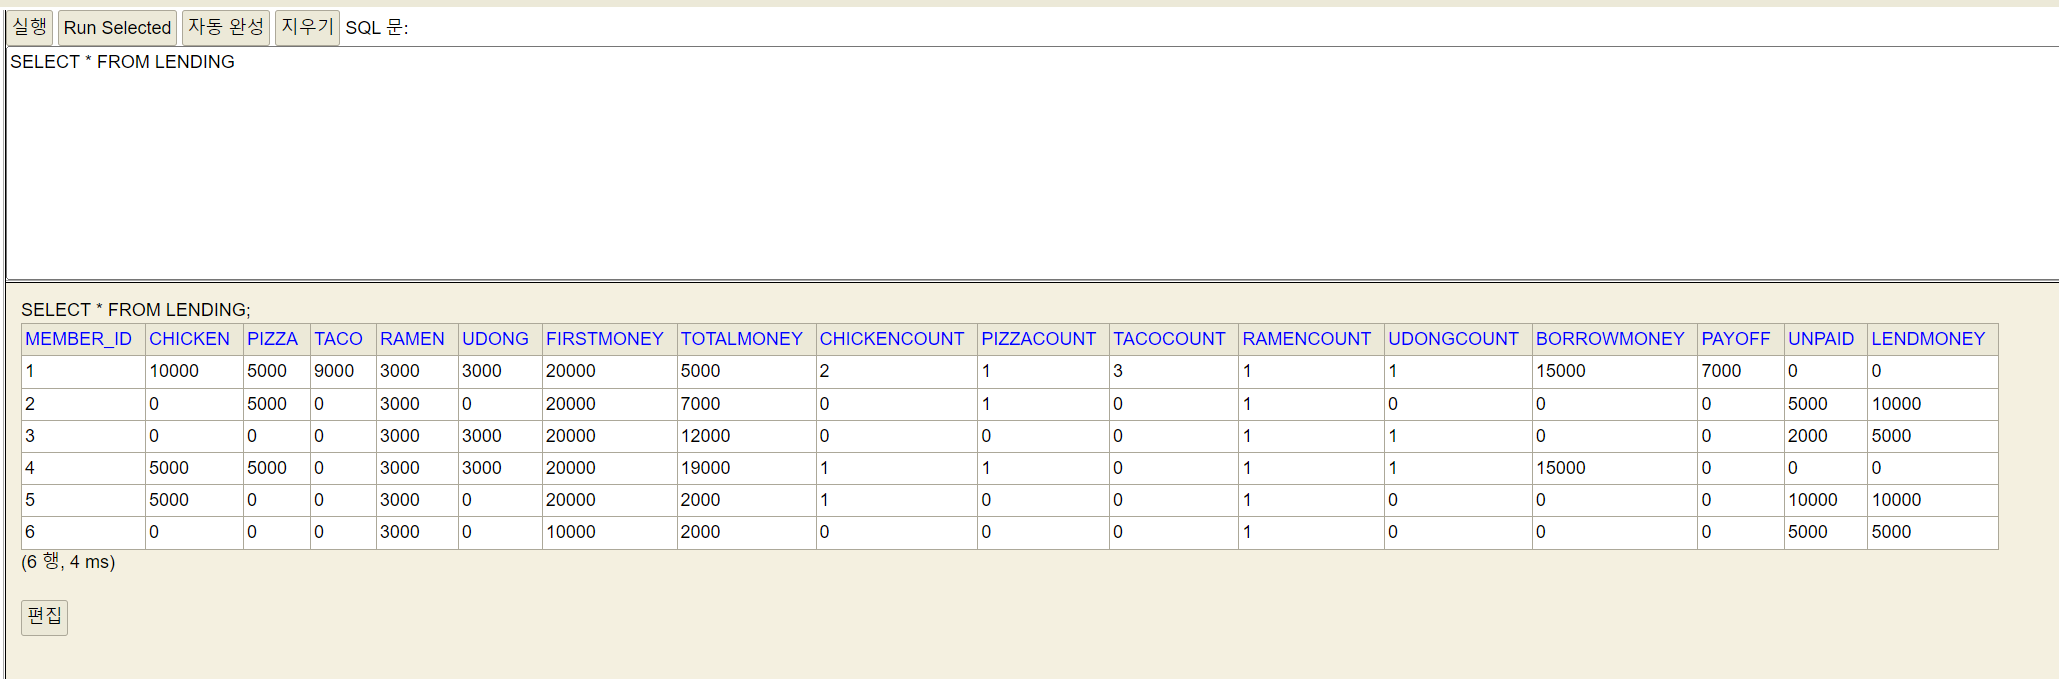 실행 Run Selected 자동 완성 지우기 SQL 문:
SELECT * FROM LENDING
SELECT * FROM LENDING;
MEMBER_ID CHICKEN PIZZA TACO RAMEN UDONG FIRSTMONEY TOTALMONEY CHICKENCOUNT PIZZACOUNT TACOCOUNT RAMENCOUNT UDONGCOUNT BORROWMONEY PAYOFF UNPAID LENDMONEY
1 10000 5000 9000 3000 3000 20000 5000 2 1 3 1 1 15000 7000 0 0
2 0 5000 0 3000 0 20000 7000 0 1 0 1 0 0 0 5000 10000
3 0 0 0 3000 3000 20000 12000 0 0 0 1 1 0 0 2000 5000
4 5000 5000 0 3000 3000 20000 19000 1 1 0 1 1 15000 0 0 0
5 5000 0 0 3000 0 20000 2000 1 0 0 1 0 0 0 10000 10000
6 0 0 0 3000 0 10000 2000 0 0 0 1 0 0 0 5000 5000
(6 행, 4 ms)
편집